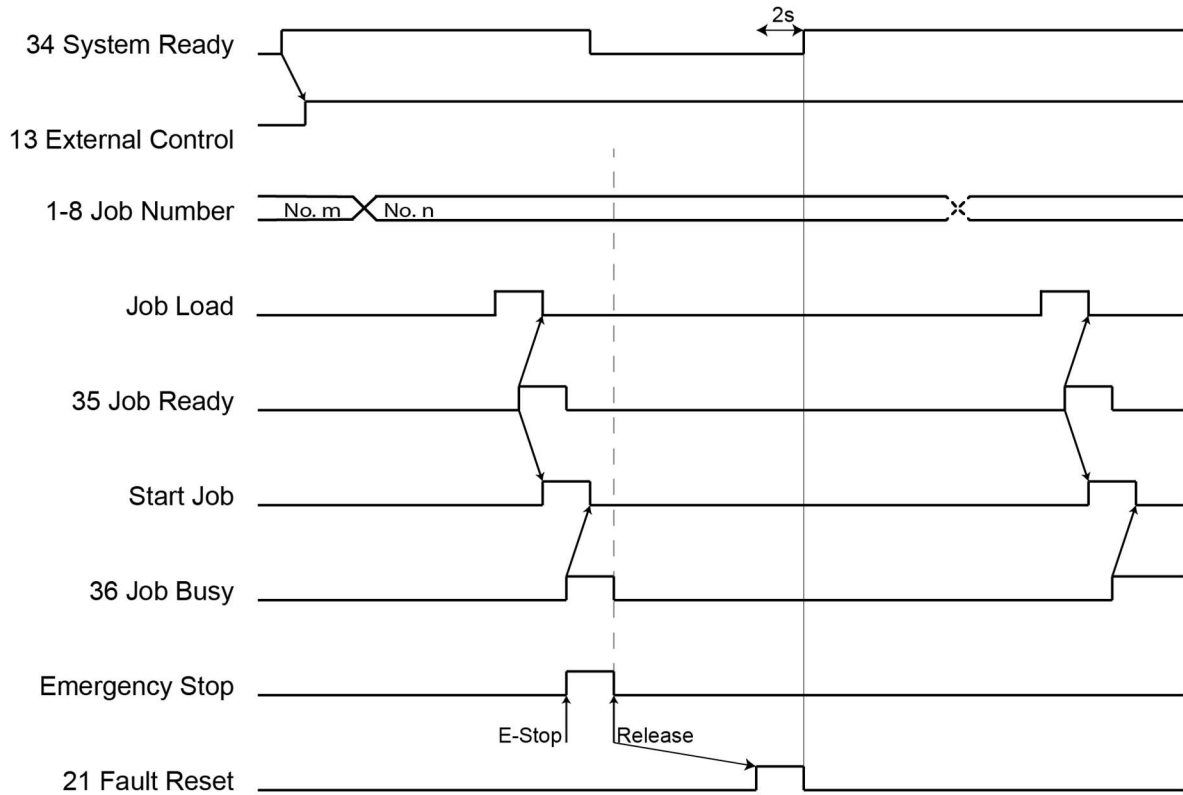 2s
34 System Ready
13 External Control
1-8 Job Number
No. m
No. n
Job Load
35 Job Ready
Start Job
36 Job Busy
Emergency Stop
E-Stop
Release
21 Fault Reset